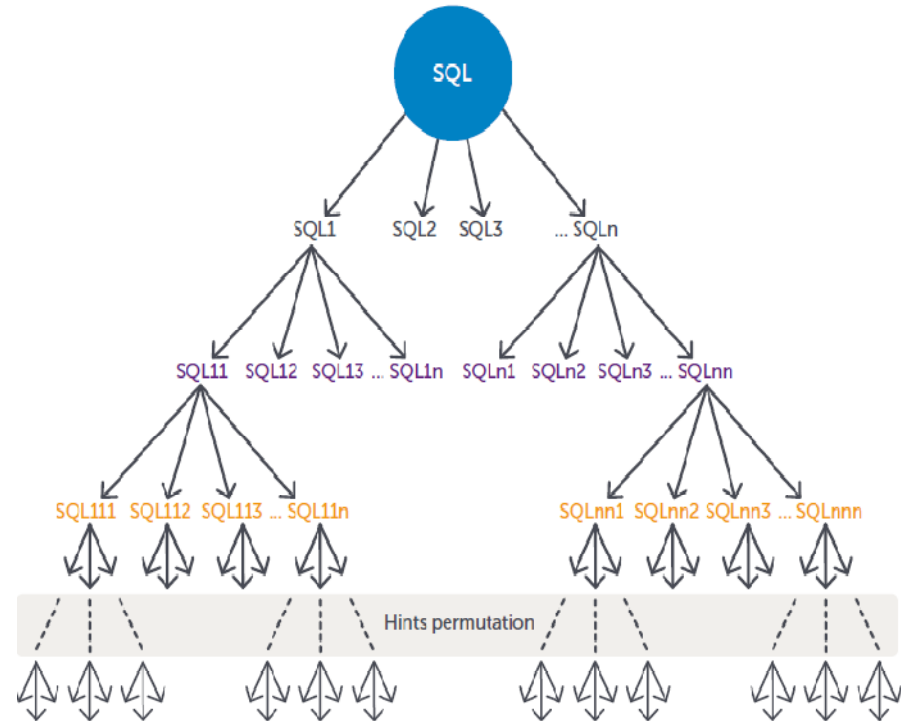 SQL
SQL1 SQL2 SQL3 ... SQLn
SQL11 SQL12 SQL13 ... SQL1n SQLn1 SQLn2 SQLn3 ... SQLnn
SQL111 SQL112 SQL113 ... SQL11n SQLnn1 SQLnn2 SQLnn3 ... SQLnnn
Hints permutation